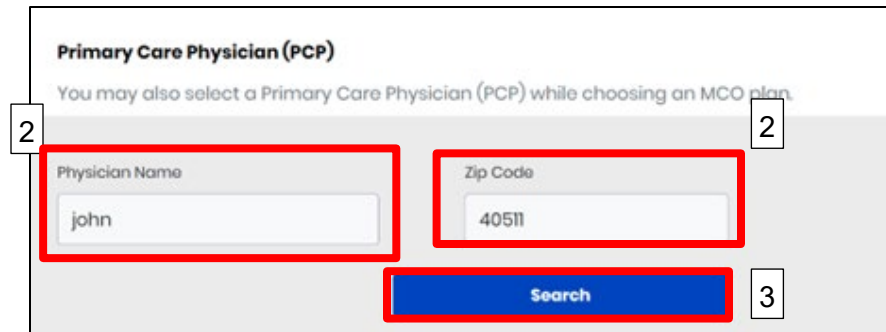 Primary Care Physician (PCP)
You may also select a Primary Care Physician (PCP) while choosing an MCO plan.
2
2
Physician Name
Zip Code
john
40511
Search
3